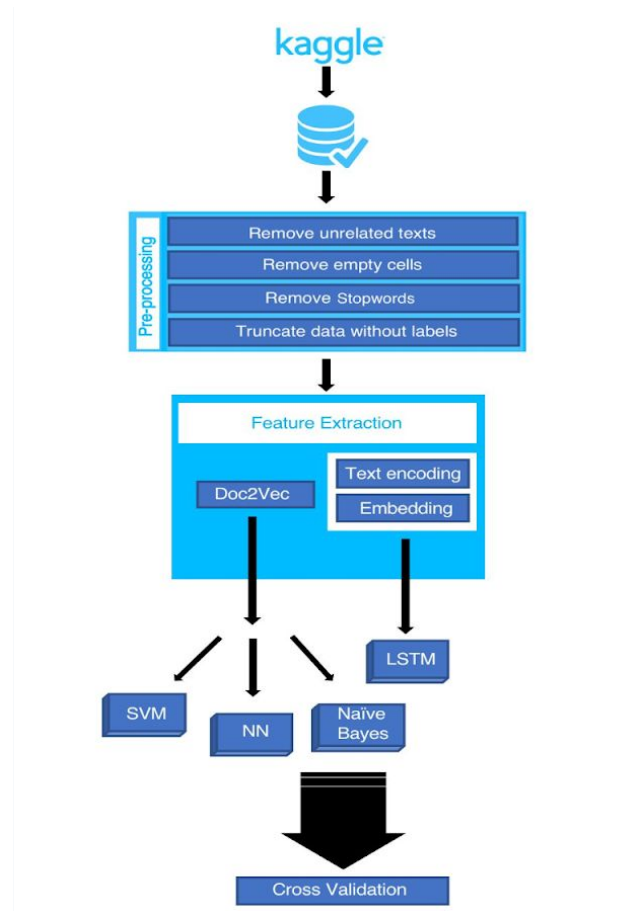 kaggle
Pre-processing
Remove unrelated texts
Remove empty cells
Remove Stopwords
Truncate data without labels
Feature Extraction
Doc2Vec
Text encoding
Embedding
LSTM
SVM
NN
Naïve
Bayes
Cross Validation